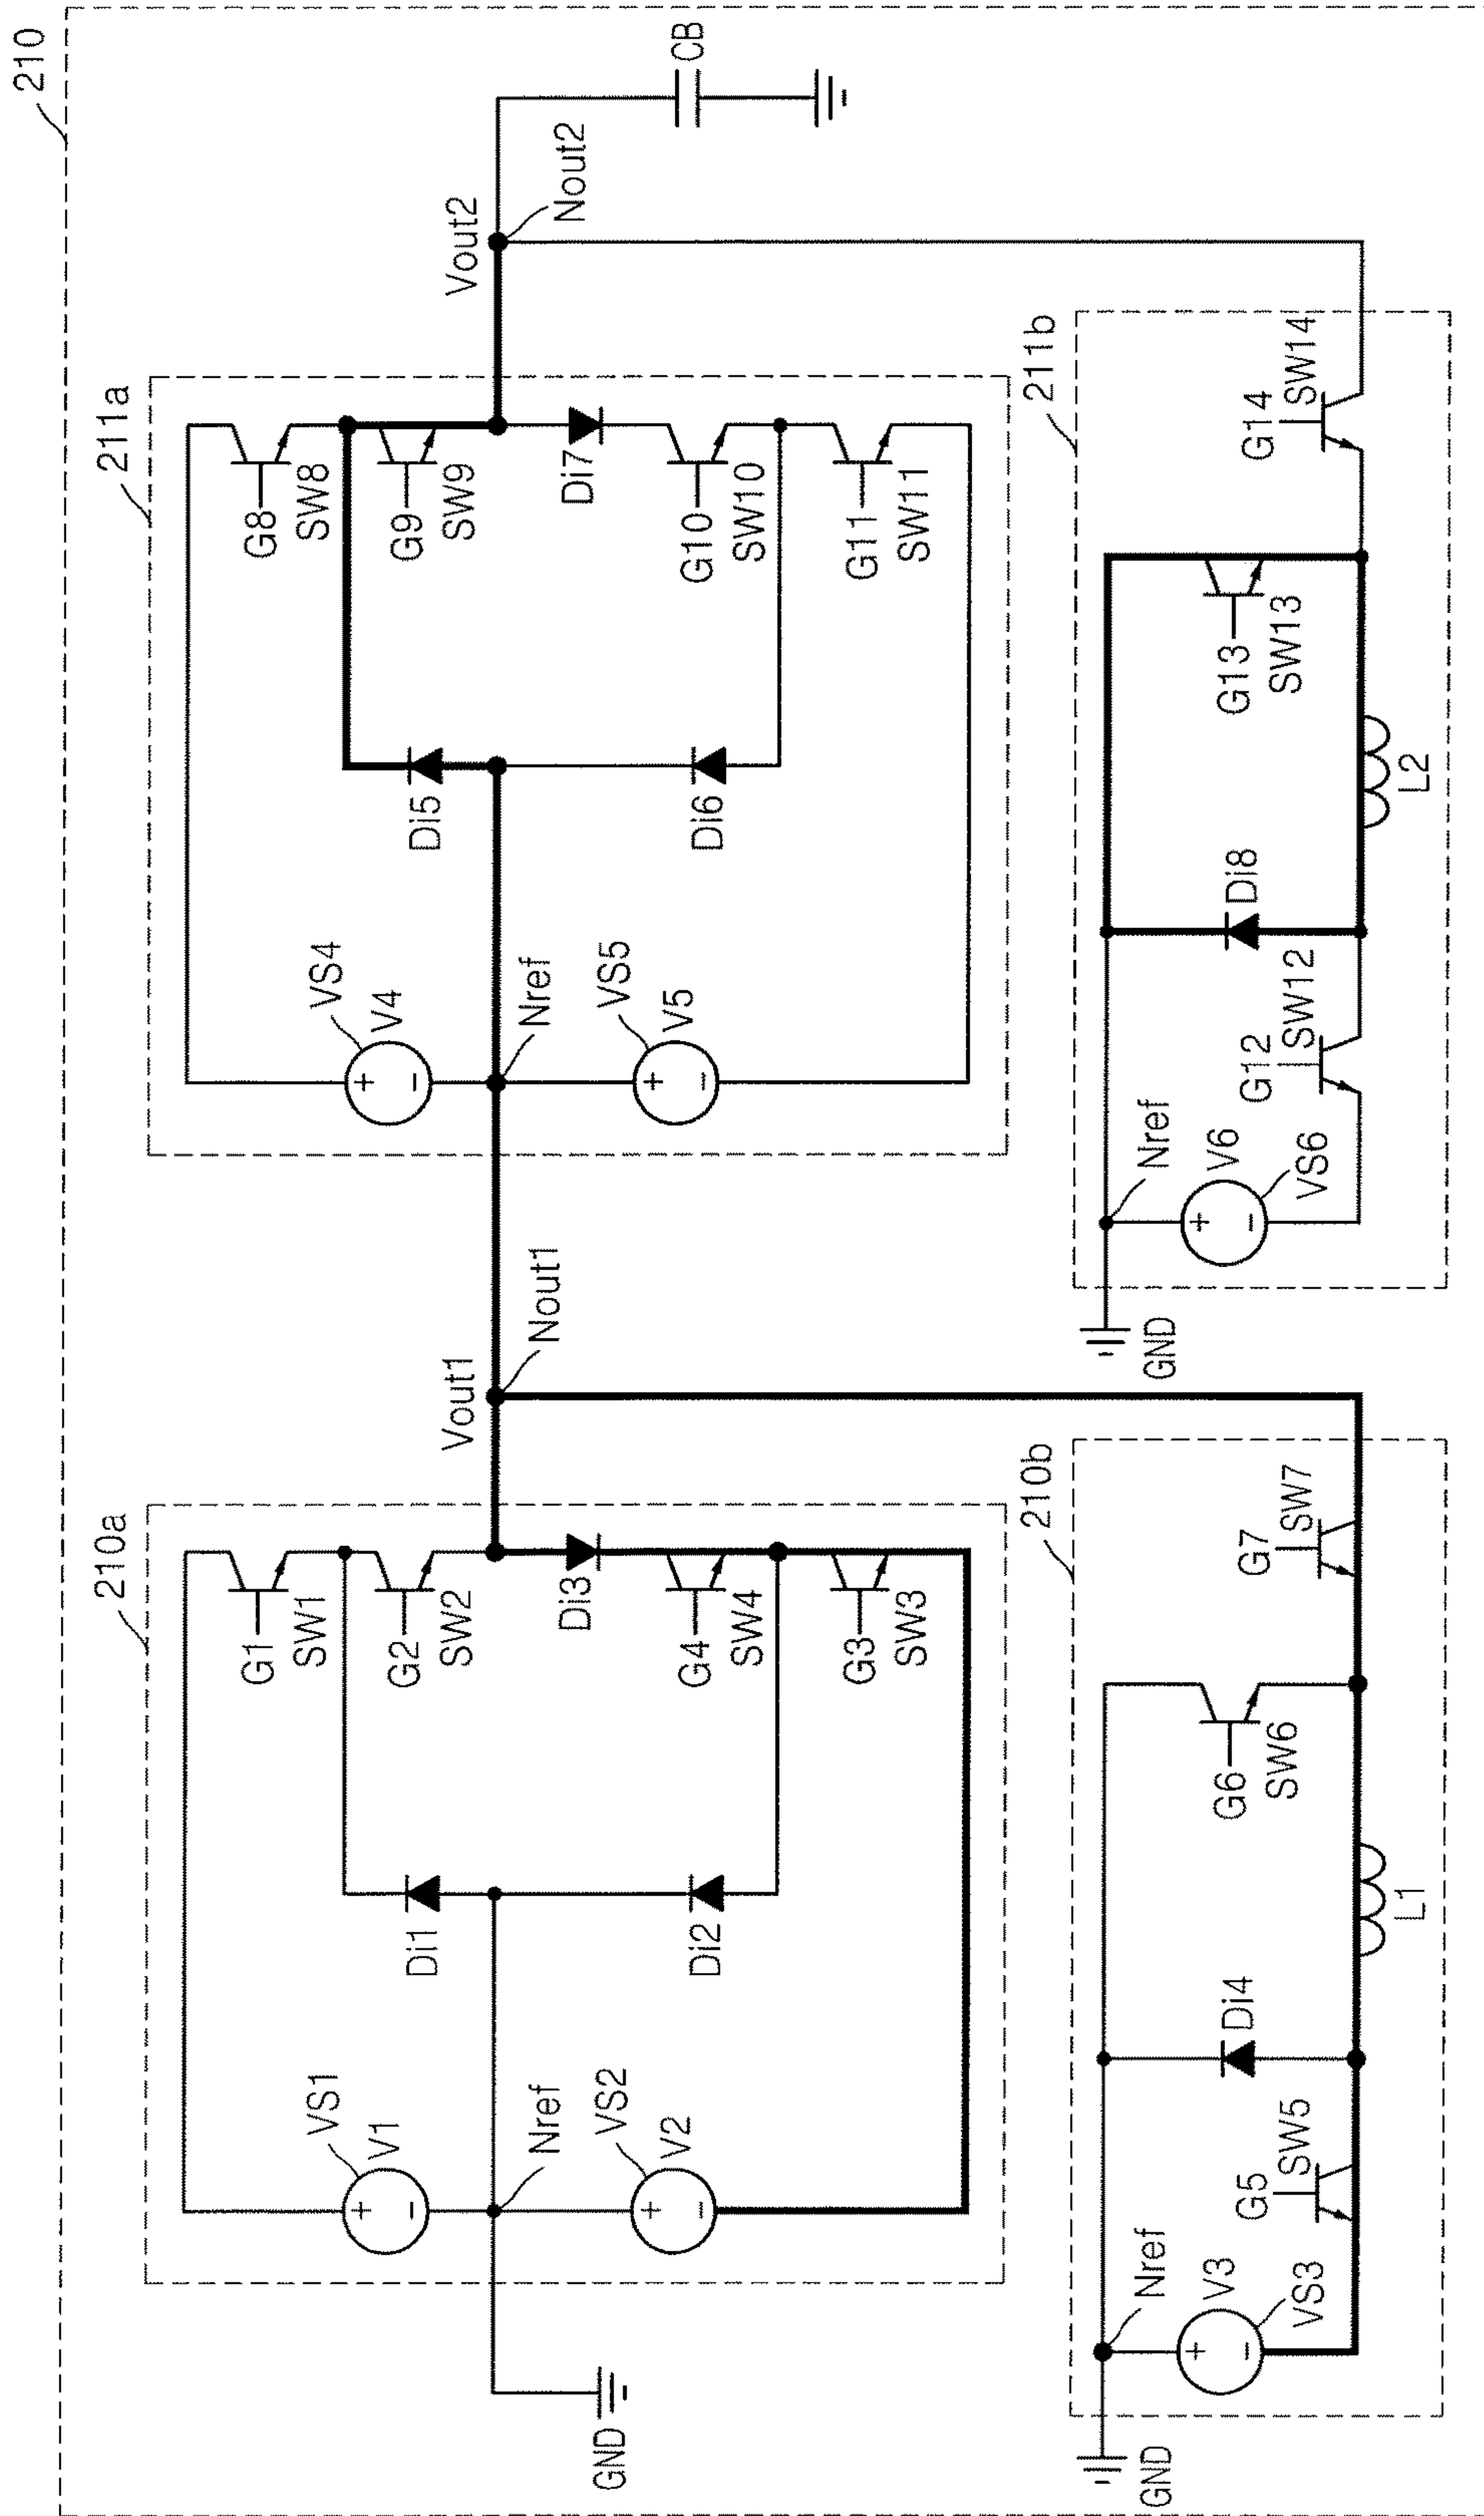 210
210a
VS1
V1
G1
SW1
G2
SW2
Di1
Nref
VS2
V2
Di2
Di3
G4
SW4
G3
SW3
GND
Vout1
Nout1
211a
VS4
V4
G8
SW8
G9
SW9
Di5
Nref
VS5
V5
Di6
Di7
G10
SW10
G11
SW11
Vout2
Nout2
CB
210b
GND
Nref
V3
VS3
G5
SW5
Di4
L1
G6
SW6
G7
SW7
211b
GND
Nref
V6
VS6
G12
SW12
Di8
L2
G13
SW13
G14
SW14